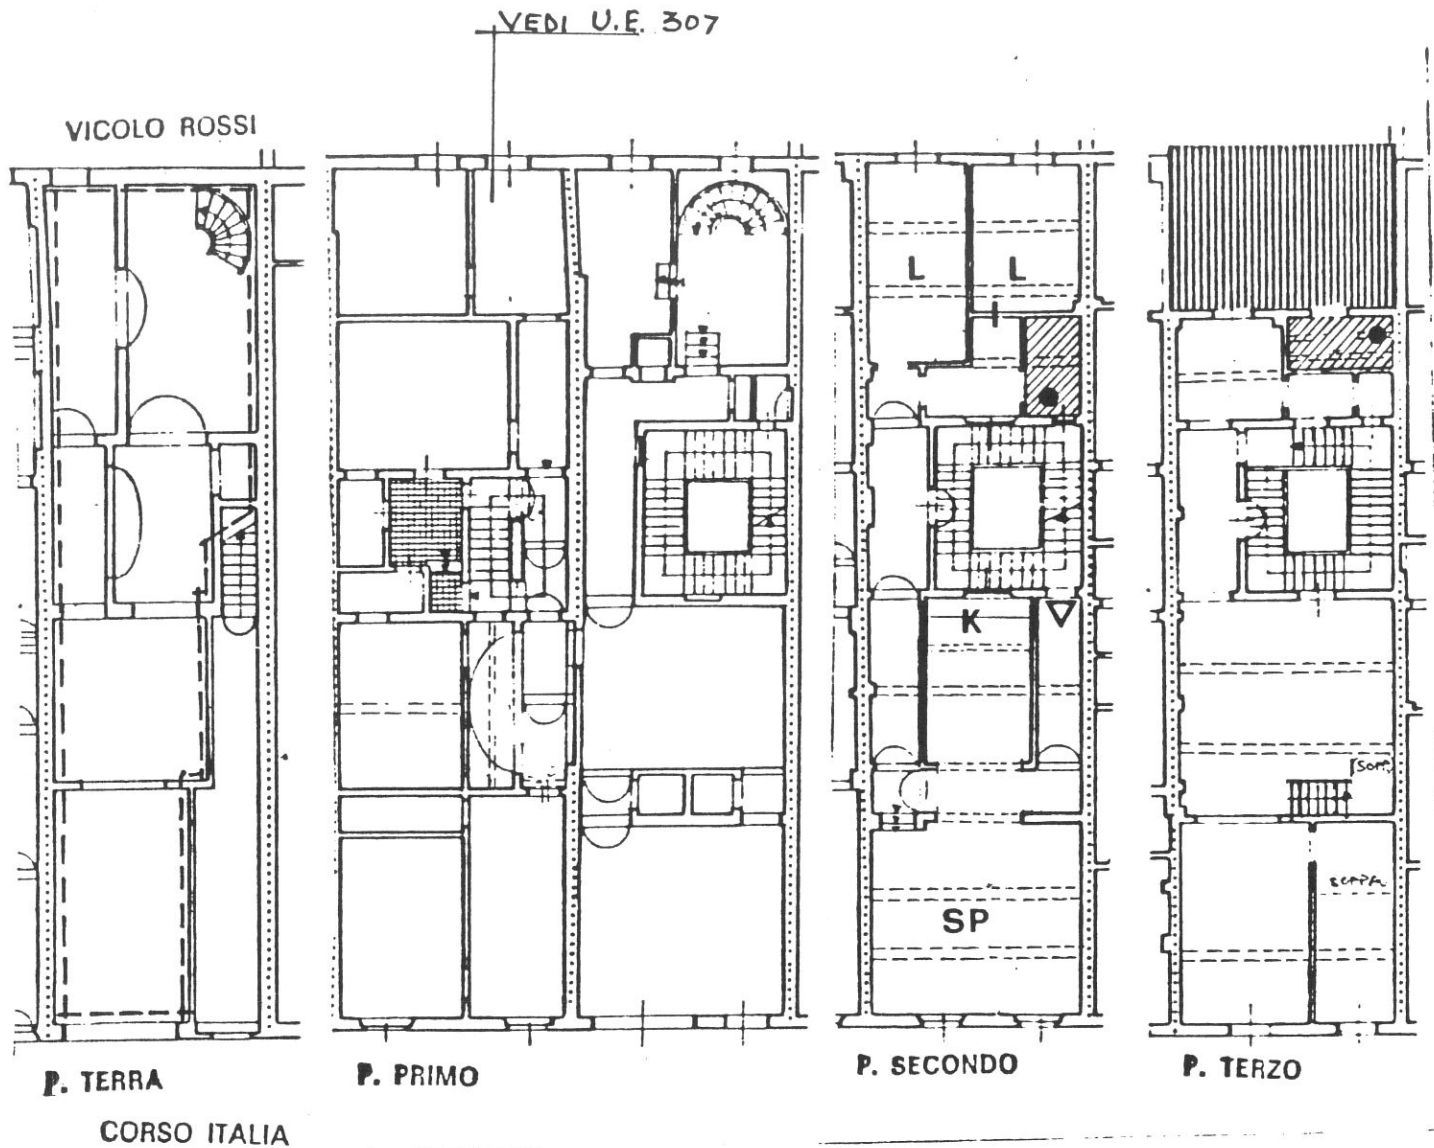 VEDI U.E. 307
VICOLO ROSSI
L L
K
SP
P. TERRA
P. PRIMO
P. SECONDO
P. TERZO
CORSO ITALIA